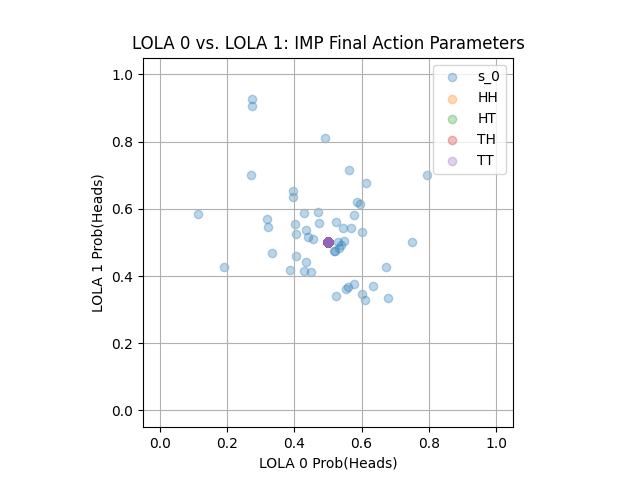 LOLA 0 vs. LOLA 1: IMP Final Action Parameters
s_0
HH
HT
TH
TT
1.0
0.8
0.6
0.4
0.2
0.0
LOLA 1 Prob(Heads)
0.0 0.2 0.4 0.6 0.8 1.0
LOLA 0 Prob(Heads)